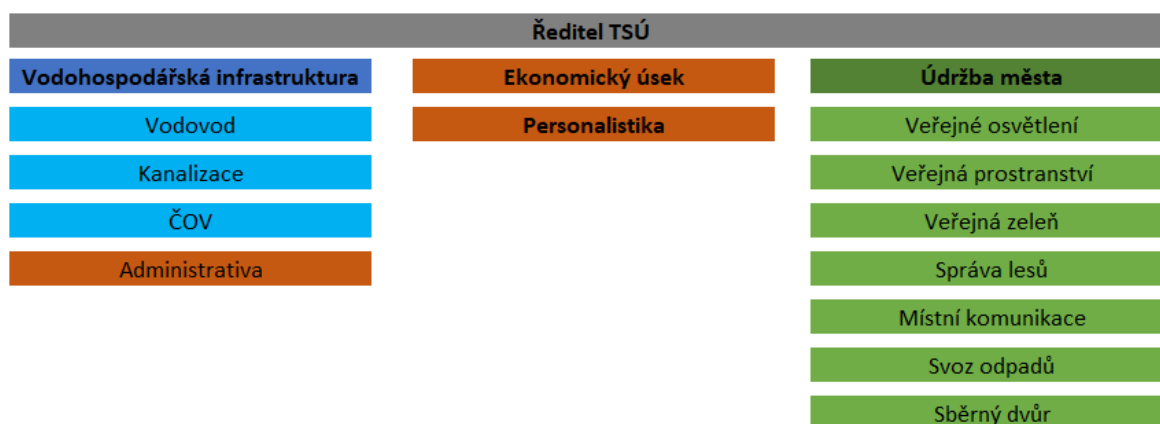 Ředitel TSÚ
Vodohospodářská infrastruktura
Vodovod
Kanalizace
ČOV
Administrativa
Ekonomický úsek
Personalistika
Údržba města
Veřejné osvětlení
Veřejná prostranství
Veřejná zeleň
Správa lesů
Místní komunikace
Svoz odpadů
Sběrný dvůr